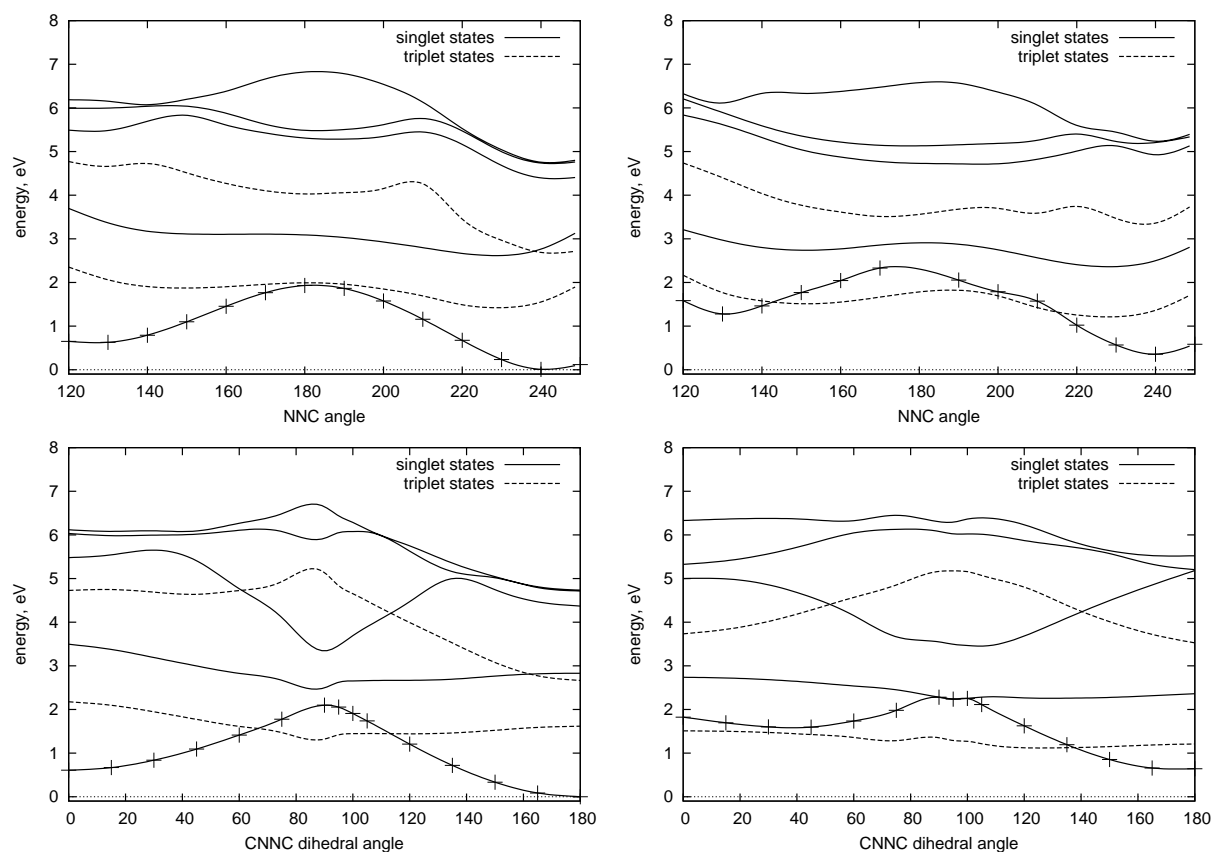 8
7
6
5
4
3
2
1
0
energy, eV
singlet states
triplet states
120 140 160 180 200 220 240
NNC angle
8
7
6
5
4
3
2
1
0
energy, eV
singlet states
triplet states
120 140 160 180 200 220 240
NNC angle
8
7
6
5
4
3
2
1
0
energy, eV
singlet states
triplet states
0 20 40 60 80 100 120 140 160 180
CNNC dihedral angle
8
7
6
5
4
3
2
1
0
energy, eV
singlet states
triplet states
0 20 40 60 80 100 120 140 160 180
CNNC dihedral angle